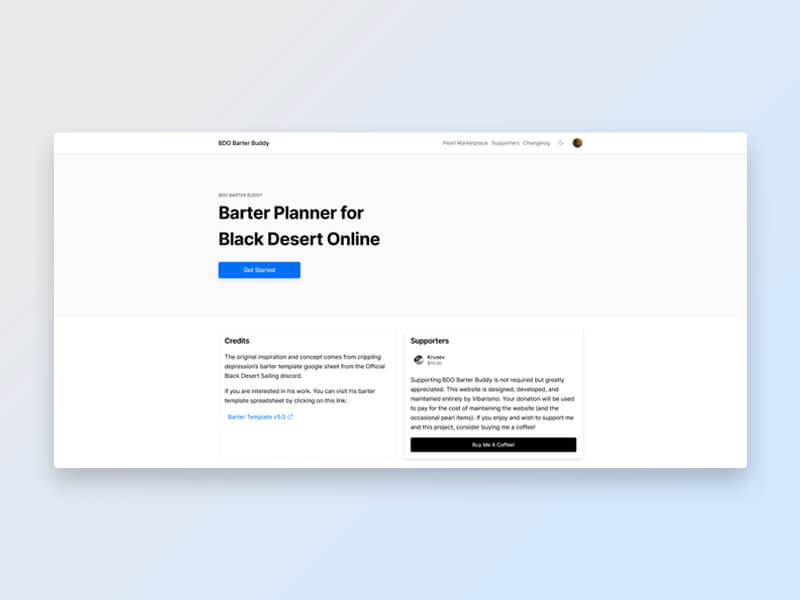 BDO Barter Buddy
Pearl Marketplace Supporters Changelog
BDO BARTER BUDDY
Barter Planner for
Black Desert Online
Get Started
Credits
The original inspiration and concept comes from crippling
depression's barter template google sheet from the Official
Black Desert Sailing discord.
If you are interested in his work. You can visit his barter
template spreadsheet by clicking on this link:
Barter Template v5.0
Supporters
Krusev
$10.00
Supporting BDO Barter Buddy is not required but greatly
appreciated. This website is designed, developed, and
maintained entirely by Vibarismo. Your donation will be used
to pay for the cost of maintaining the website (and the
occasional pearl items). If you enjoy and wish to support me
and this project, consider buying me a coffee!
Buy Me A Coffee!